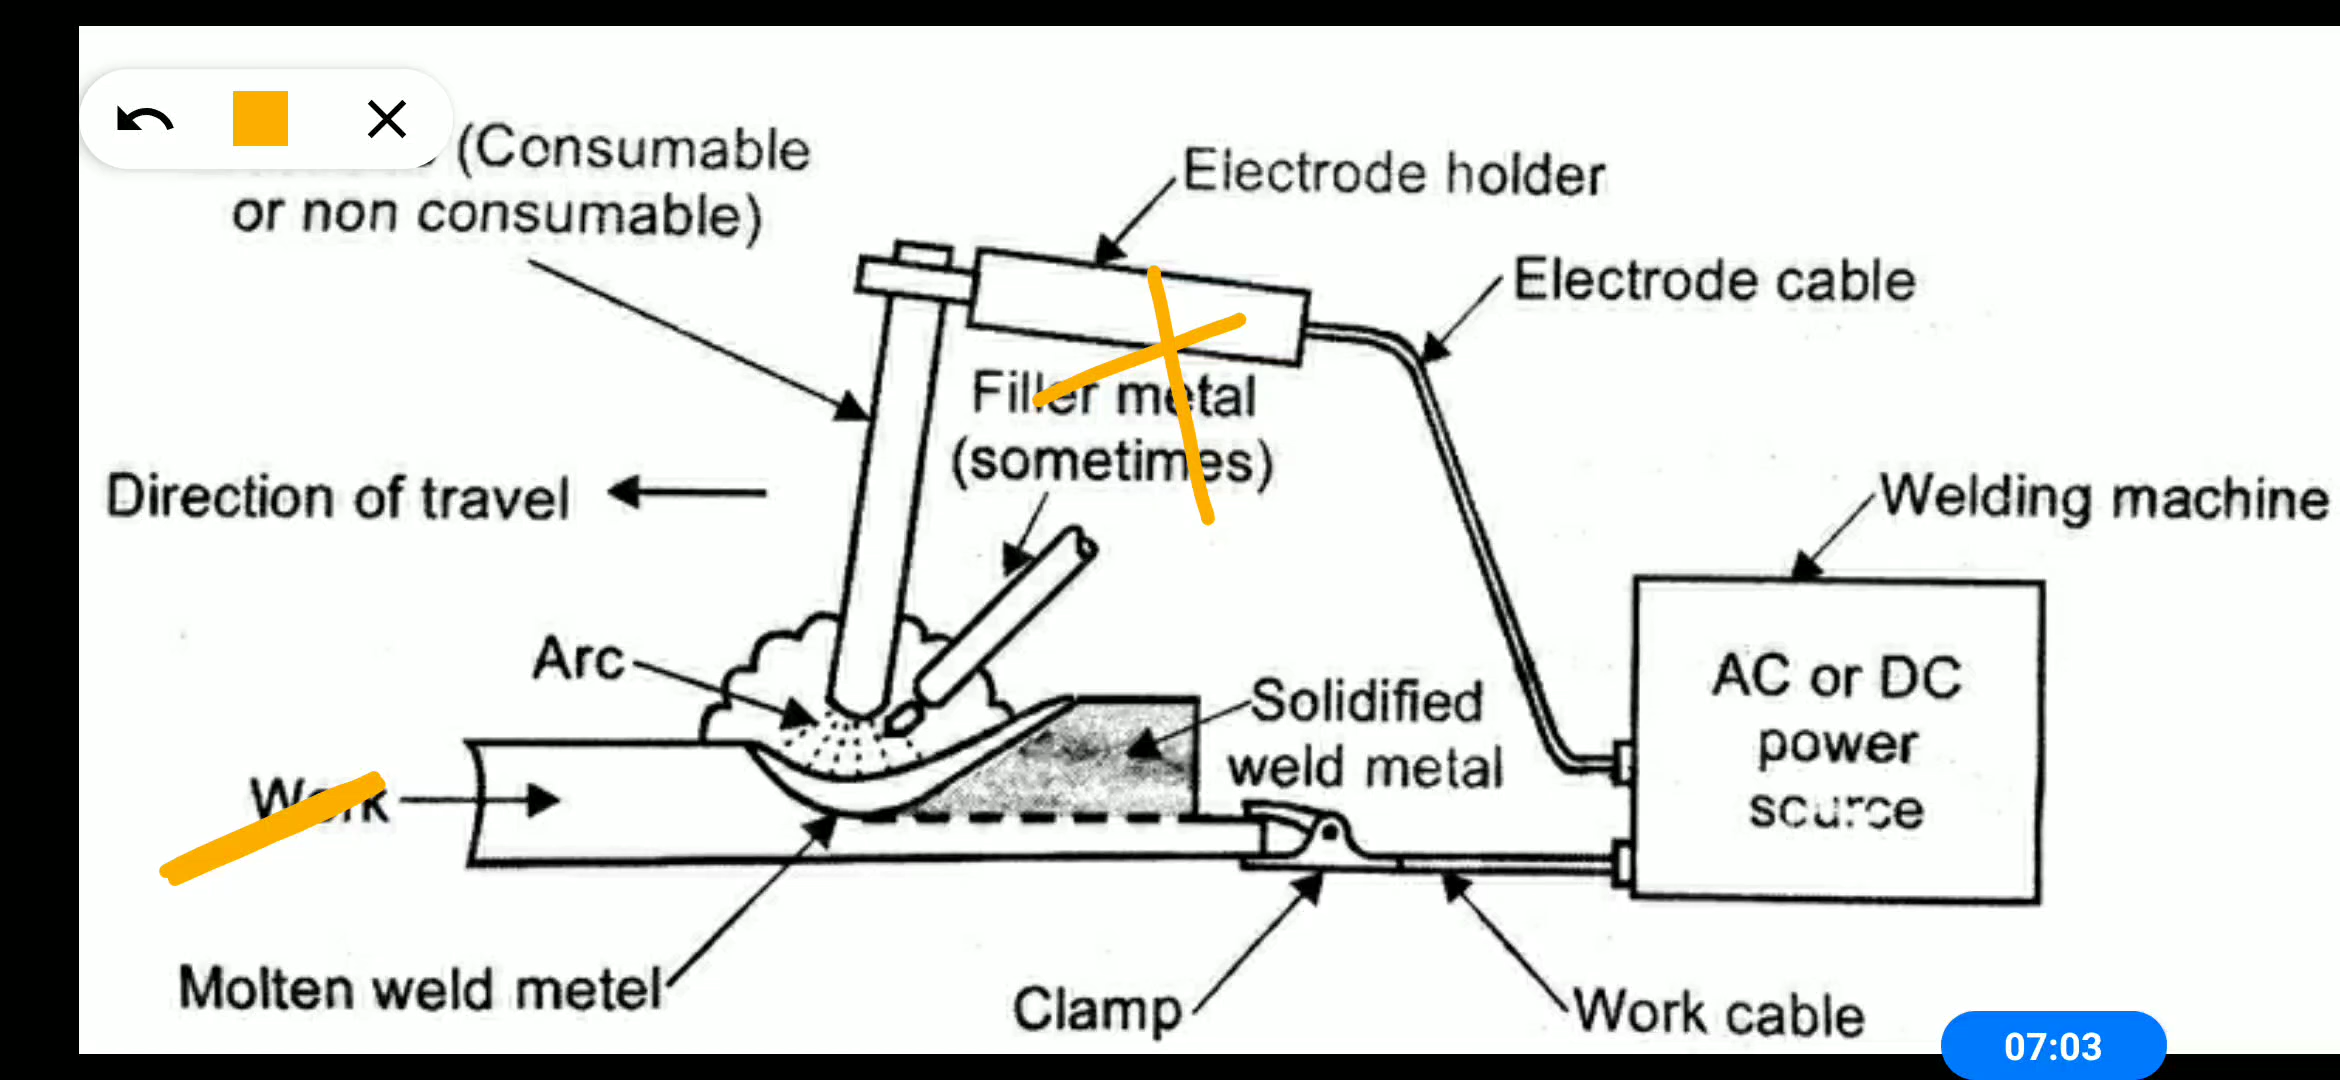 (Consumable
or non consumable)
Electrode holder
Electrode cable
Filler metal
(sometimes)
Direction of travel
Welding machine
Arc
AC or DC
power
source
Solidified
weld metal
Work
Molten weld metel
Clamp
Work cable
07:03